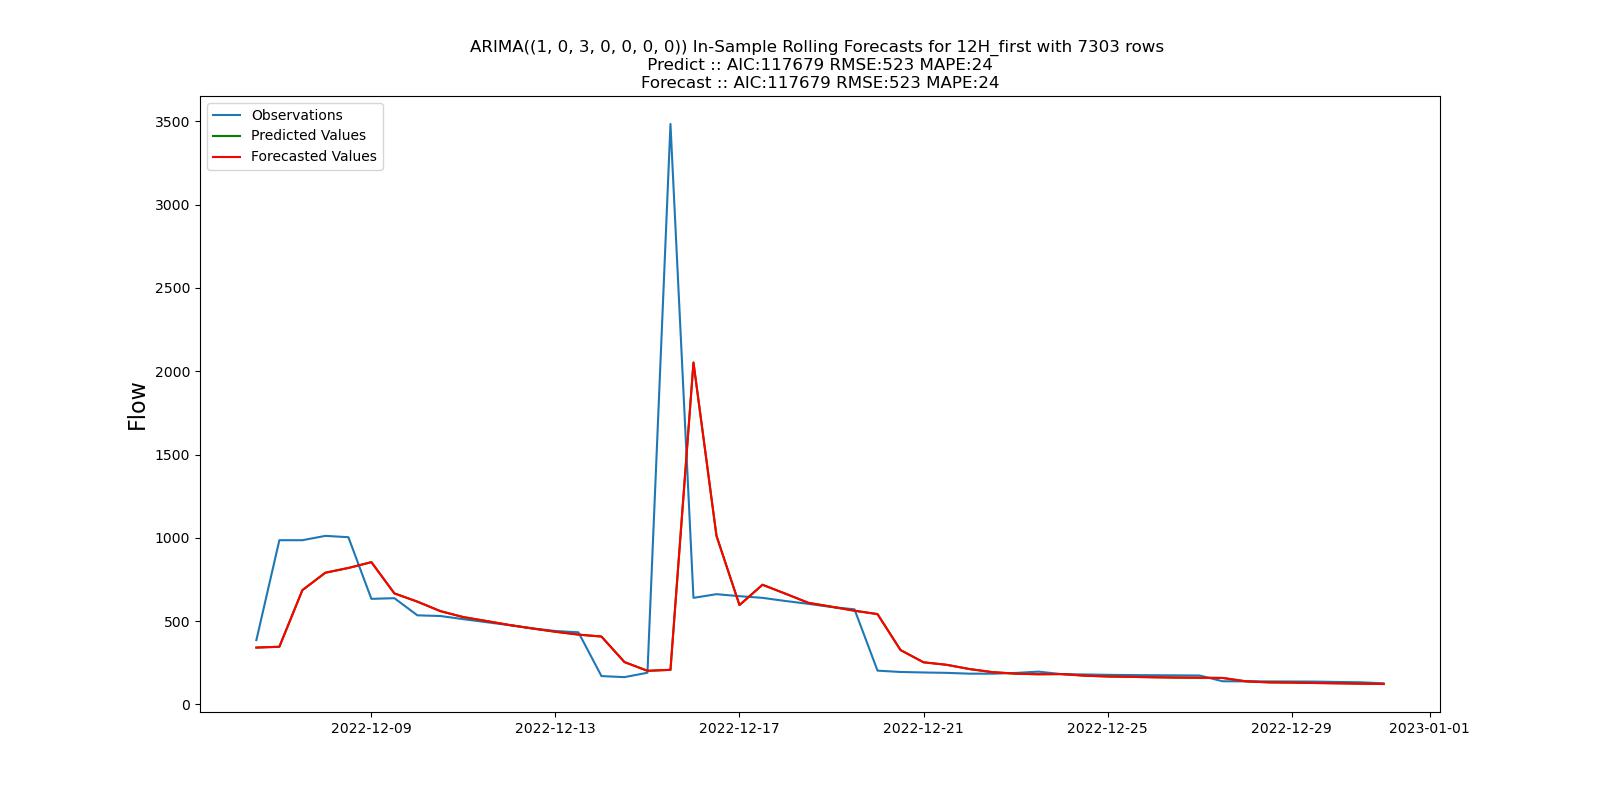 ARIMA((1, 0, 3, 0, 0, 0, 0)) In-Sample Rolling Forecasts for 12H_first with 7303 rows
Predict :: AIC:117679 RMSE:523 MAPE:24
Forecast :: AIC:117679 RMSE:523 MAPE:24
Observations
Predicted Values
Forecasted Values
3500
3000
2500
2000
1500
1000
500
0
Flow
2022-12-09 2022-12-13 2022-12-17 2022-12-21 2022-12-25 2022-12-29 2023-01-01